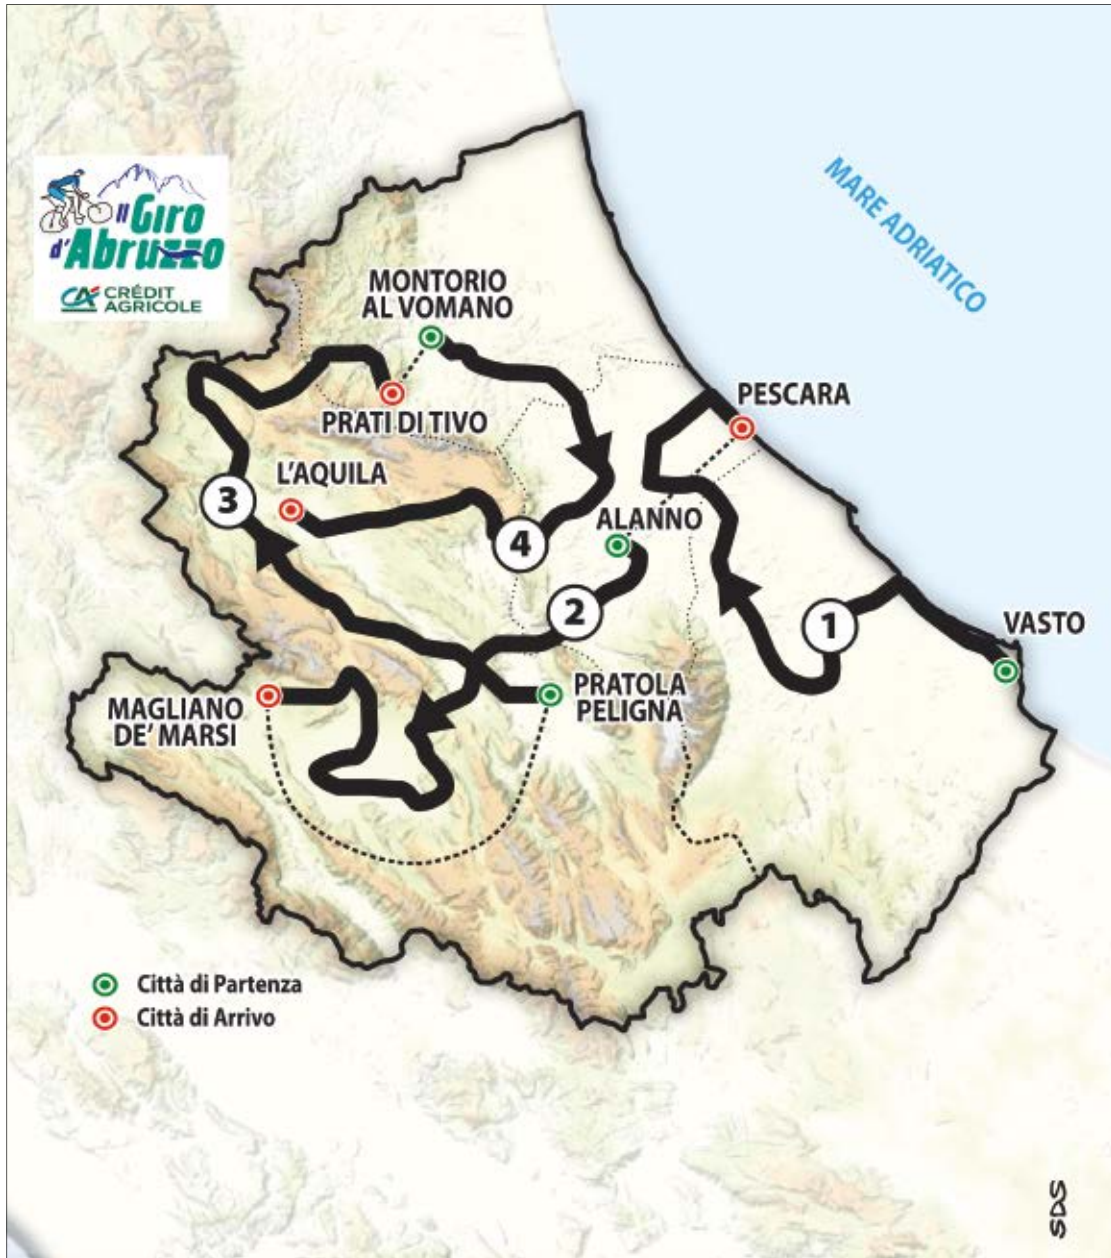 Il Giro
d'Abruzzo
CA CRÉDIT
AGRICOLE
MARE ADRIATICO
MONTORIO
AL VOMANO
PRATI DI TIVO
PESCARA
L'AQUILA
3
4
ALANNO
2
1
VASTO
MAGLIANO
DE' MARSI
PRATOLA
PELIGNA
Città di Partenza
Città di Arrivo
SDS